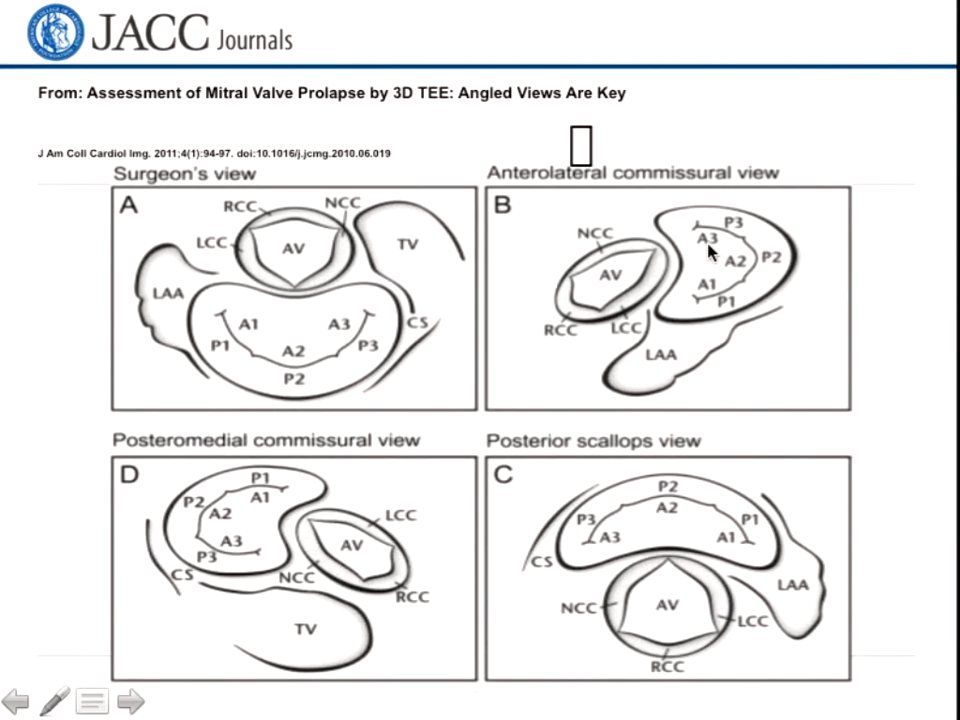 JACC Journals
From: Assessment of Mitral Valve Prolapse by 3D TEE: Angled Views Are Key
J Am Coll Cardiol Img. 2011;4(1):94-97. doi:10.1016/j.jcmg.2010.06.019
Surgeon's view
A
RCC
NCC
LCC
AV
TV
LAA
A1
A3
CS
P1
A2
P3
P2
Anterolateral commissural view
B
P3
NCC
A3
A2
P2
AV
A1
P1
RCC
LCC
LAA
Posteromedial commissural view
D
P1
A1
P2
A2
LCC
A3
AV
P3
CS
NCC
RCC
TV
Posterior scallops view
C
P2
A2
P3
P1
A3
A1
CS
LAA
NCC
AV
LCC
RCC